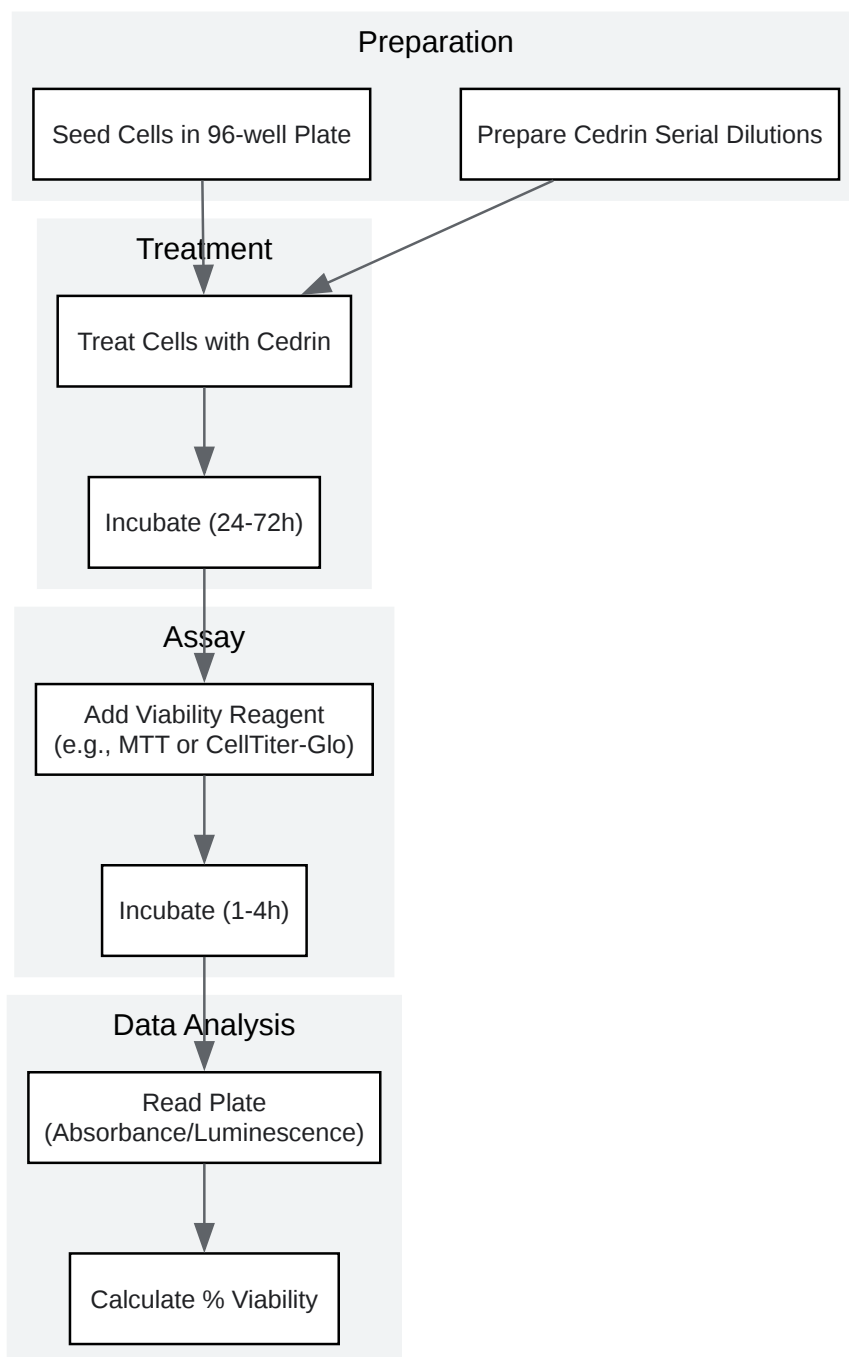 Preparation
Seed Cells in 96-well Plate
Prepare Cedrin Serial Dilutions
Treatment
Treat Cells with Cedrin
Incubate (24-72h)
Assay
Add Viability Reagent
(e.g., MTT or CellTiter-Glo)
Incubate (1-4h)
Data Analysis
Read Plate
(Absorbance/Luminescence)
Calculate % Viability